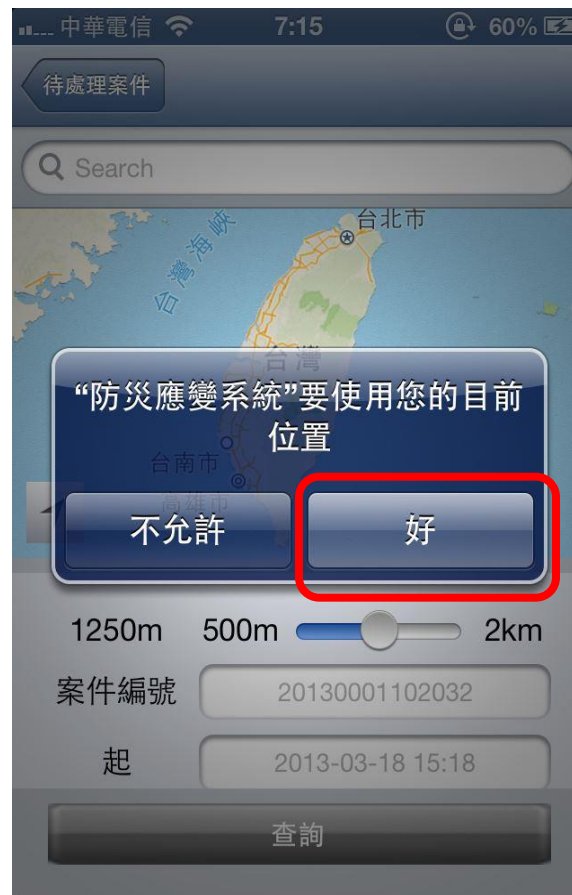 中華電信 7:15 60%
待處理案件
Search
台北市
台灣海峽
台灣
“防災應變系統”要使用您的目前
位置
台南市
高雄市
不允許 好
1250m 500m 2km
案件編號 20130001102032
起 2013-03-18 15:18
查詢